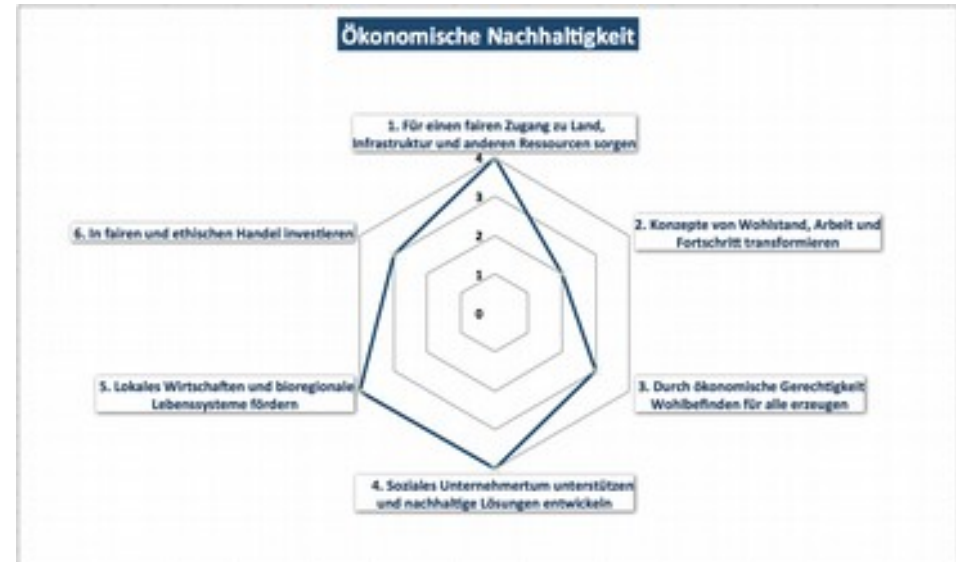 Ökonomische Nachhaltigkeit
1. Für einen fairen Zugang zu Land,
Infrastruktur und anderen Ressourcen sorgen
4
3
2
1
0
2. Konzepte von Wohlstand, Arbeit und
Fortschritt transformieren
3. Durch ökonomische Gerechtigkeit
Wohlbefinden für alle erzeugen
4. Soziales Unternehmertum unterstützen
und nachhaltige Lösungen entwickeln
5. Lokales Wirtschaften und bioregionale
Lebenssysteme fördern
6. In fairen und ethischen Handel investieren